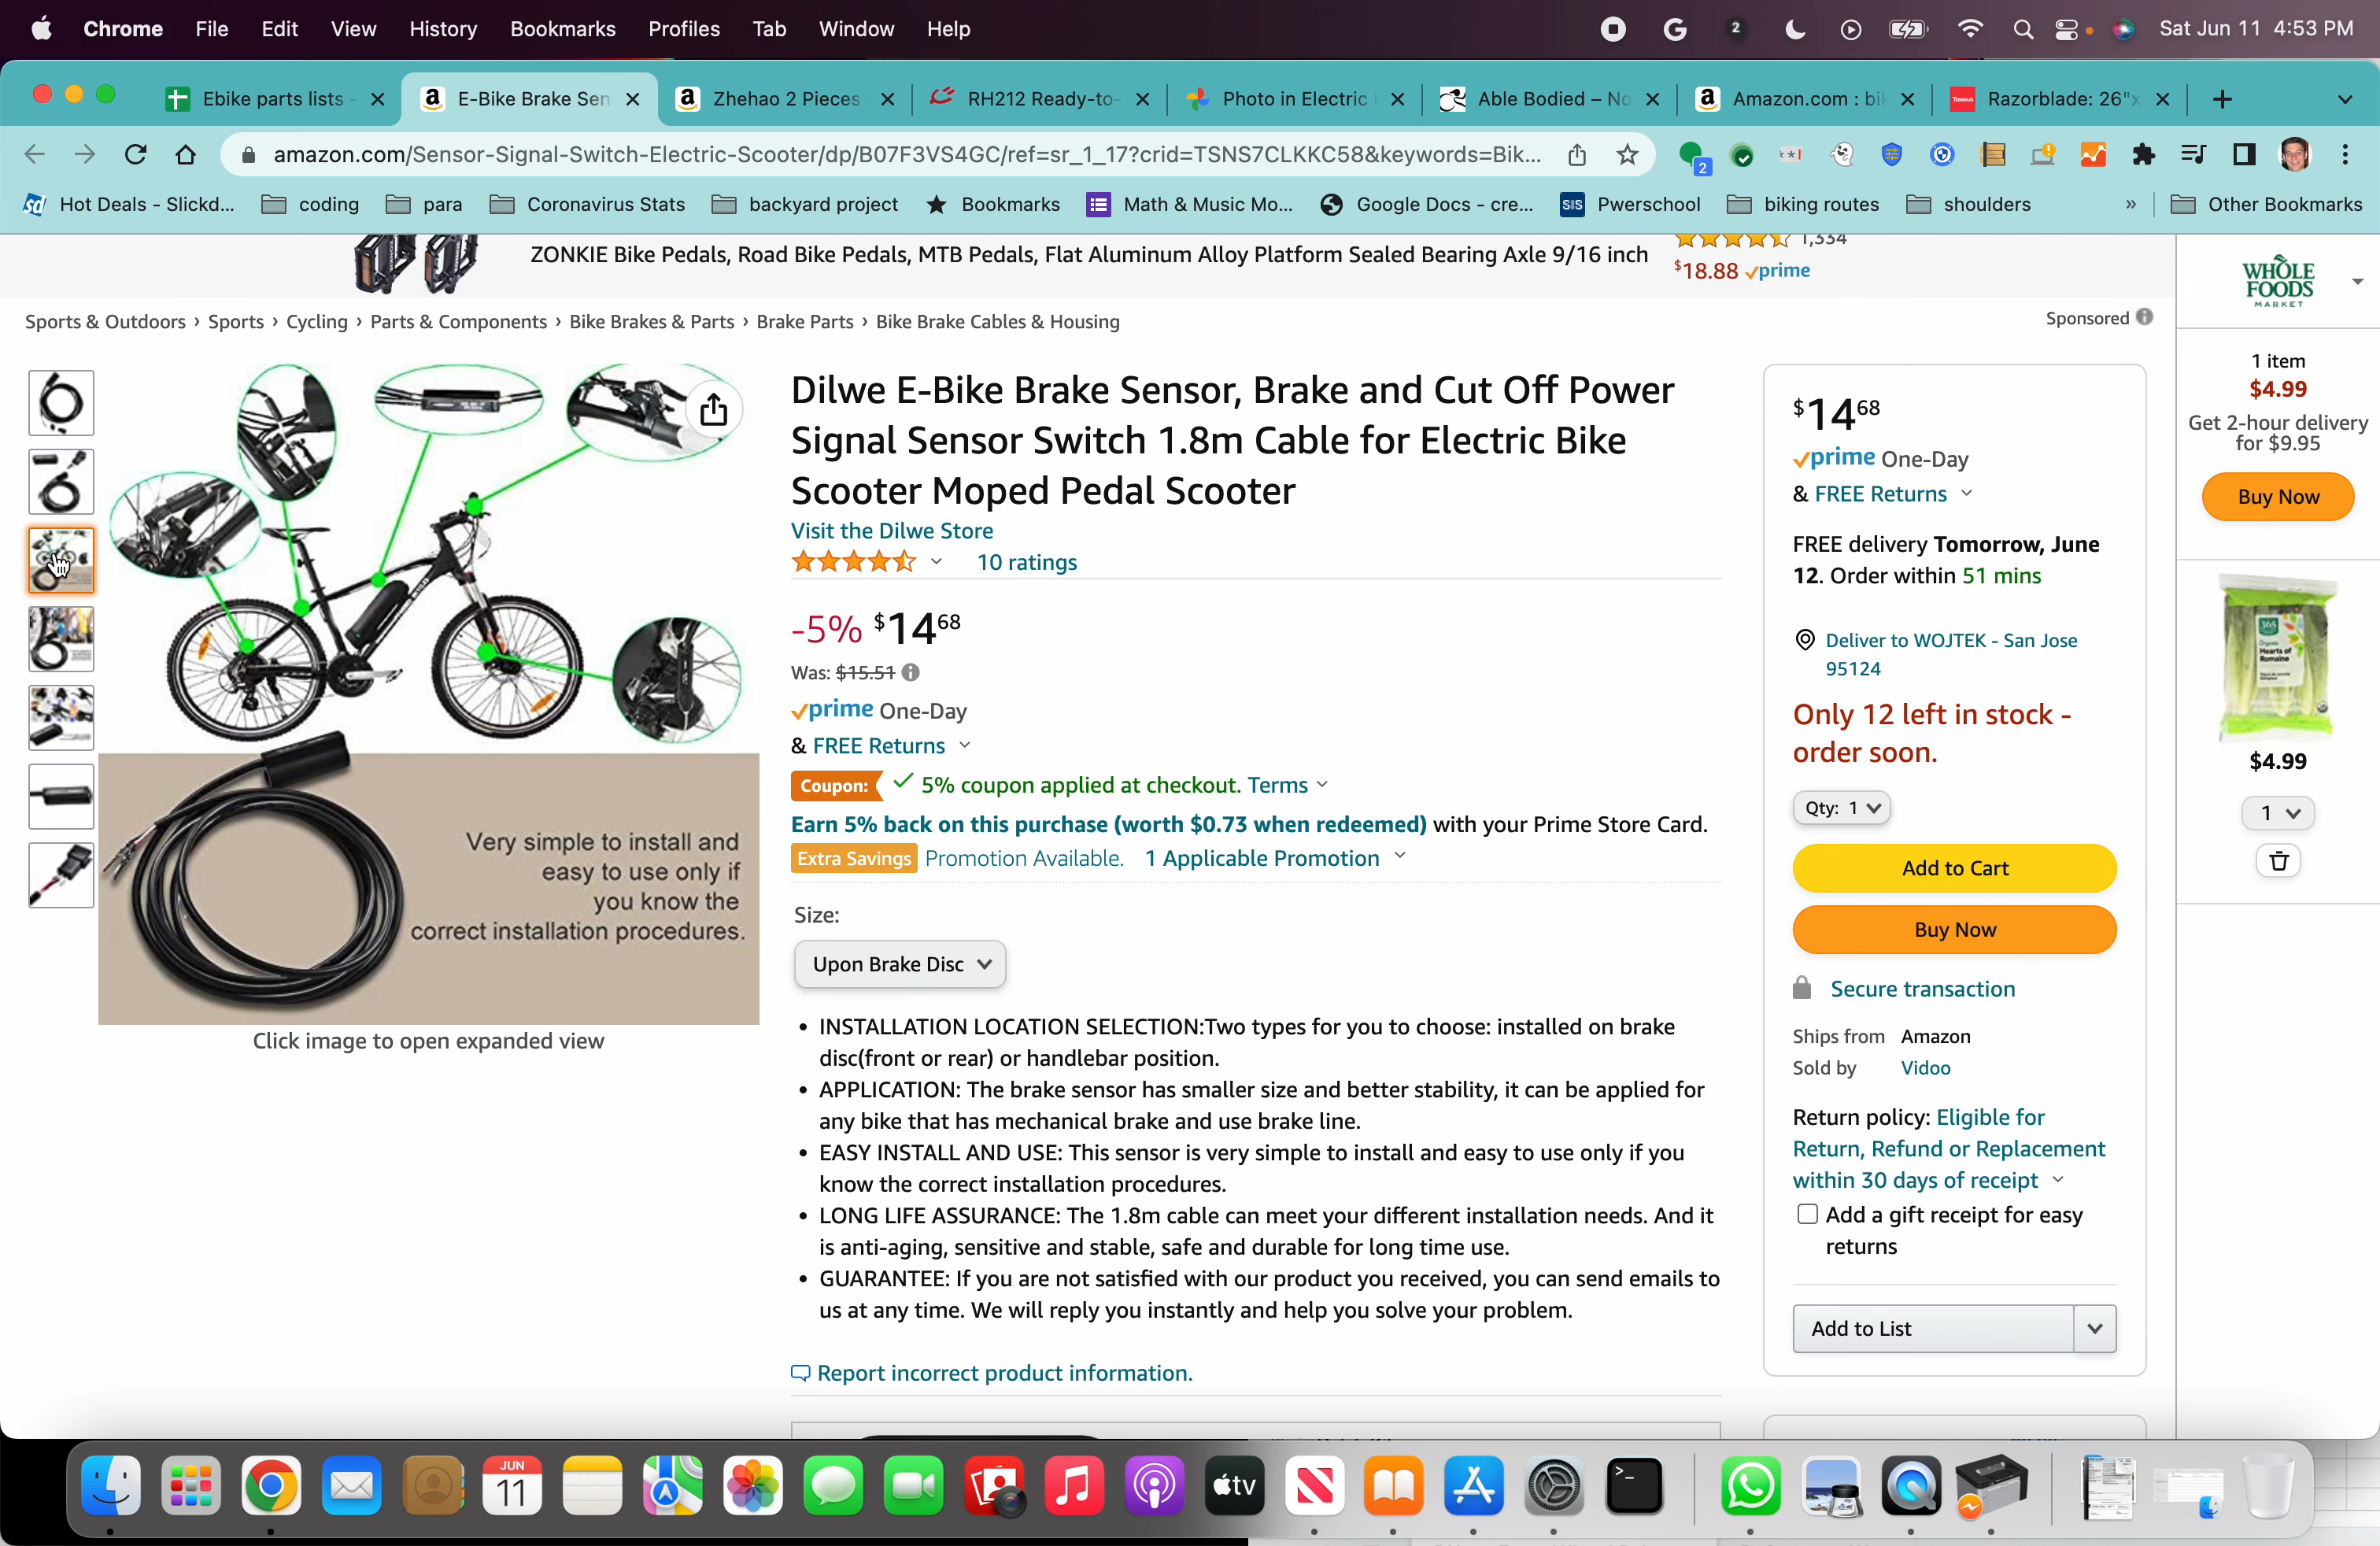 Chrome File Edit View History Bookmarks Profiles Tab Window Help 2 Sat Jun 11 4:53 PM
Ebike parts lists - E-Bike Brake Sen Zhehao 2 Pieces RH212 Ready-to- Photo in Electric Able Bodied – No Amazon.com : bi Razorblade: 26"x
amazon.com/Sensor-Signal-Switch-Electric-Scooter/dp/B07F3VS4GC/ref=sr_1_17?crid=TSNS7CLKKC58&keywords=Bik... 2
Hot Deals - Slickd... coding para Coronavirus Stats backyard project Bookmarks Math & Music Mo... Google Docs - cre... SIS Pwerschool biking routes shoulders » Other Bookmarks
ZONKIE Bike Pedals, Road Bike Pedals, MTB Pedals, Flat Aluminum Alloy Platform Sealed Bearing Axle 9/16 inch
1,334
$18.88 prime
Sponsored
Sports & Outdoors › Sports › Cycling › Parts & Components › Bike Brakes & Parts › Brake Parts › Bike Brake Cables & Housing
Very simple to install and
easy to use only if
you know the
correct installation procedures.
Click image to open expanded view
Dilwe E-Bike Brake Sensor, Brake and Cut Off Power
Signal Sensor Switch 1.8m Cable for Electric Bike
Scooter Moped Pedal Scooter
Visit the Dilwe Store
10 ratings
-5% $14 68
Was: $15.51
prime One-Day
& FREE Returns
Coupon: 5% coupon applied at checkout. Terms
Earn 5% back on this purchase (worth $0.73 when redeemed) with your Prime Store Card.
Extra Savings Promotion Available. 1 Applicable Promotion
Size:
Upon Brake Disc
• INSTALLATION LOCATION SELECTION:Two types for you to choose: installed on brake
disc(front or rear) or handlebar position.
• APPLICATION: The brake sensor has smaller size and better stability, it can be applied for
any bike that has mechanical brake and use brake line.
• EASY INSTALL AND USE: This sensor is very simple to install and easy to use only if you
know the correct installation procedures.
• LONG LIFE ASSURANCE: The 1.8m cable can meet your different installation needs. And it
is anti-aging, sensitive and stable, safe and durable for long time use.
• GUARANTEE: If you are not satisfied with our product you received, you can send emails to
us at any time. We will reply you instantly and help you solve your problem.
Report incorrect product information.
$14 68
prime One-Day
& FREE Returns
FREE delivery Tomorrow, June
12. Order within 51 mins
Deliver to WOJTEK - San Jose
95124
Only 12 left in stock -
order soon.
Qty: 1
Add to Cart
Buy Now
Secure transaction
Ships from Amazon
Sold by Vidoo
Return policy: Eligible for
Return, Refund or Replacement
within 30 days of receipt
Add a gift receipt for easy
returns
Add to List
WHOLE
FOODS
MARKET
1 item
$4.99
Get 2-hour delivery
for $9.95
Buy Now
365
Organic
Hearts of
Romaine
$4.99
1
JUN
11
tv